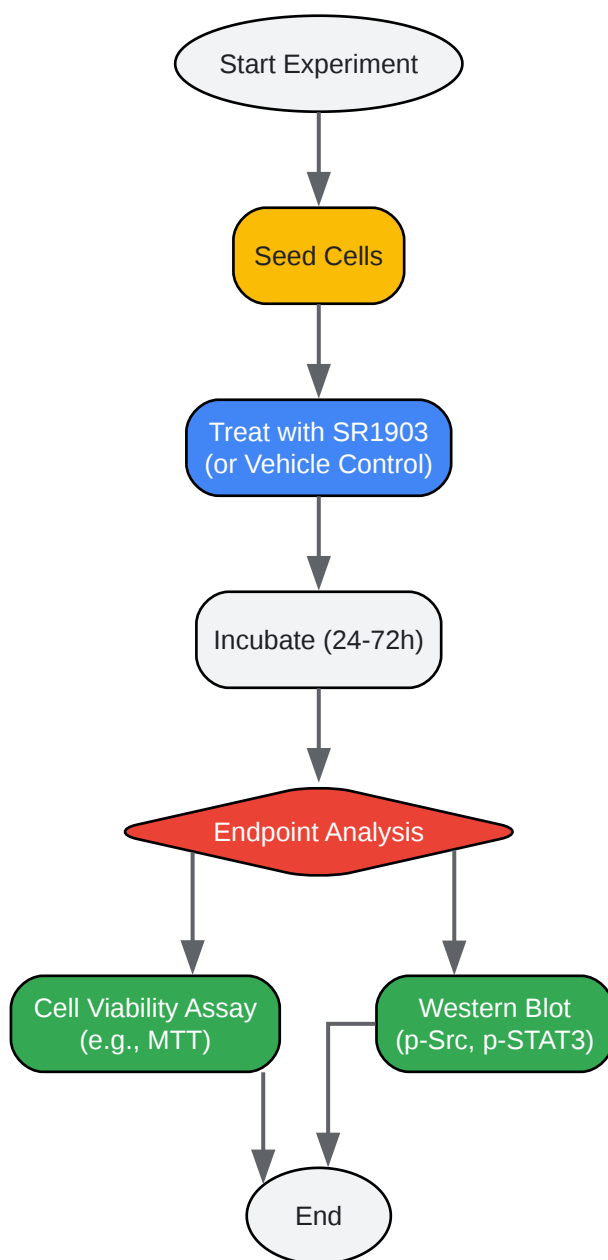 Start Experiment
Seed Cells
Treat with SR1903
(or Vehicle Control)
Incubate (24-72h)
Endpoint Analysis
Cell Viability Assay
(e.g., MTT)
Western Blot
(p-Src, p-STAT3)
End